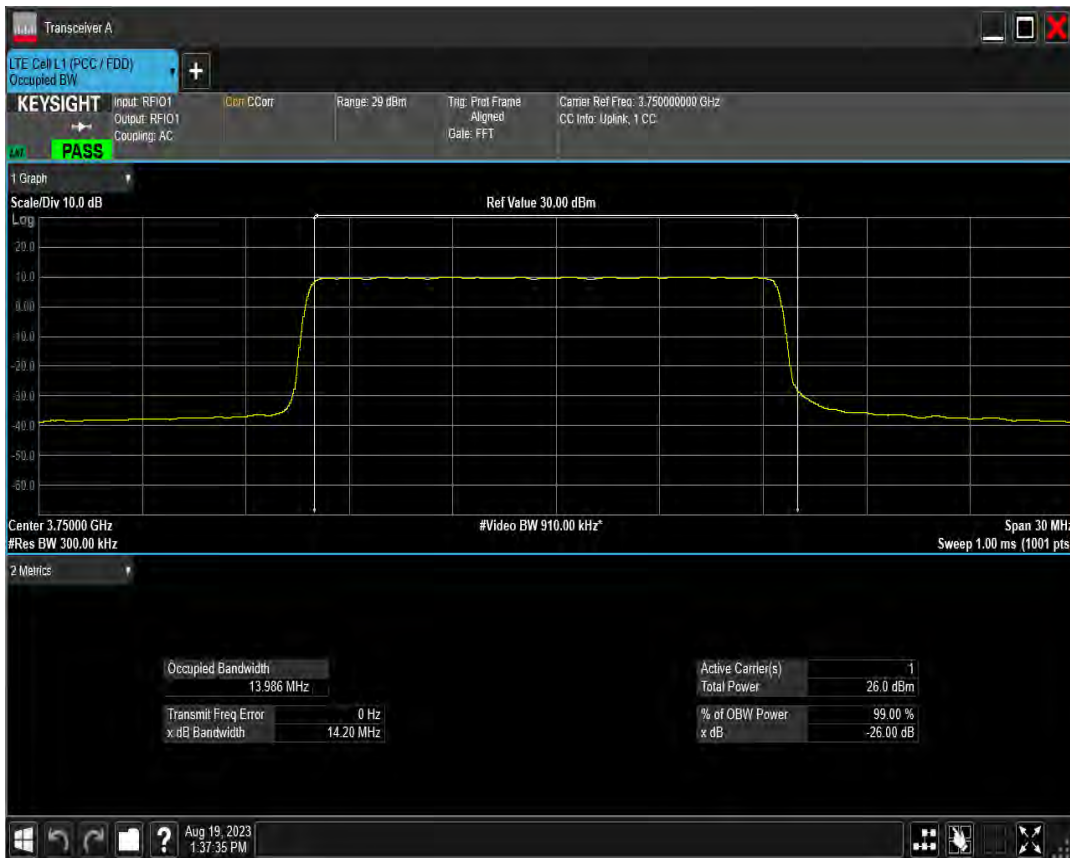 Transceiver A
LTE Cell L1 (PCC / FDD)
Occupied BW
+
KEYSIGHT
Input: RFIO1
Output: RFIO1
Coupling: AC
Corr CCorr
Range: 29 dBm
Trig: Prot Frame
Aligned
Gate: FFT
Carrier Ref Freq: 3.750000000 GHz
CC Info: Uplink, 1 CC
PASS
1 Graph
Scale/Div 10.0 dB
Ref Value 30.00 dBm
Log
20.0
10.0
0.00
-10.0
-20.0
-30.0
-40.0
-50.0
-60.0
Center 3.75000 GHz
#Video BW 910.00 kHz*
Span 30 MHz
#Res BW 300.00 kHz
Sweep 1.00 ms (1001 pts
2 Metrics
Occupied Bandwidth
13.986 MHz
Transmit Freq Error 0 Hz
x dB Bandwidth 14.20 MHz
Active Carrier(s) 1
Total Power 26.0 dBm
% of OBW Power 99.00 %
x dB -26.00 dB
?
Aug 19, 2023
1:37:35 PM